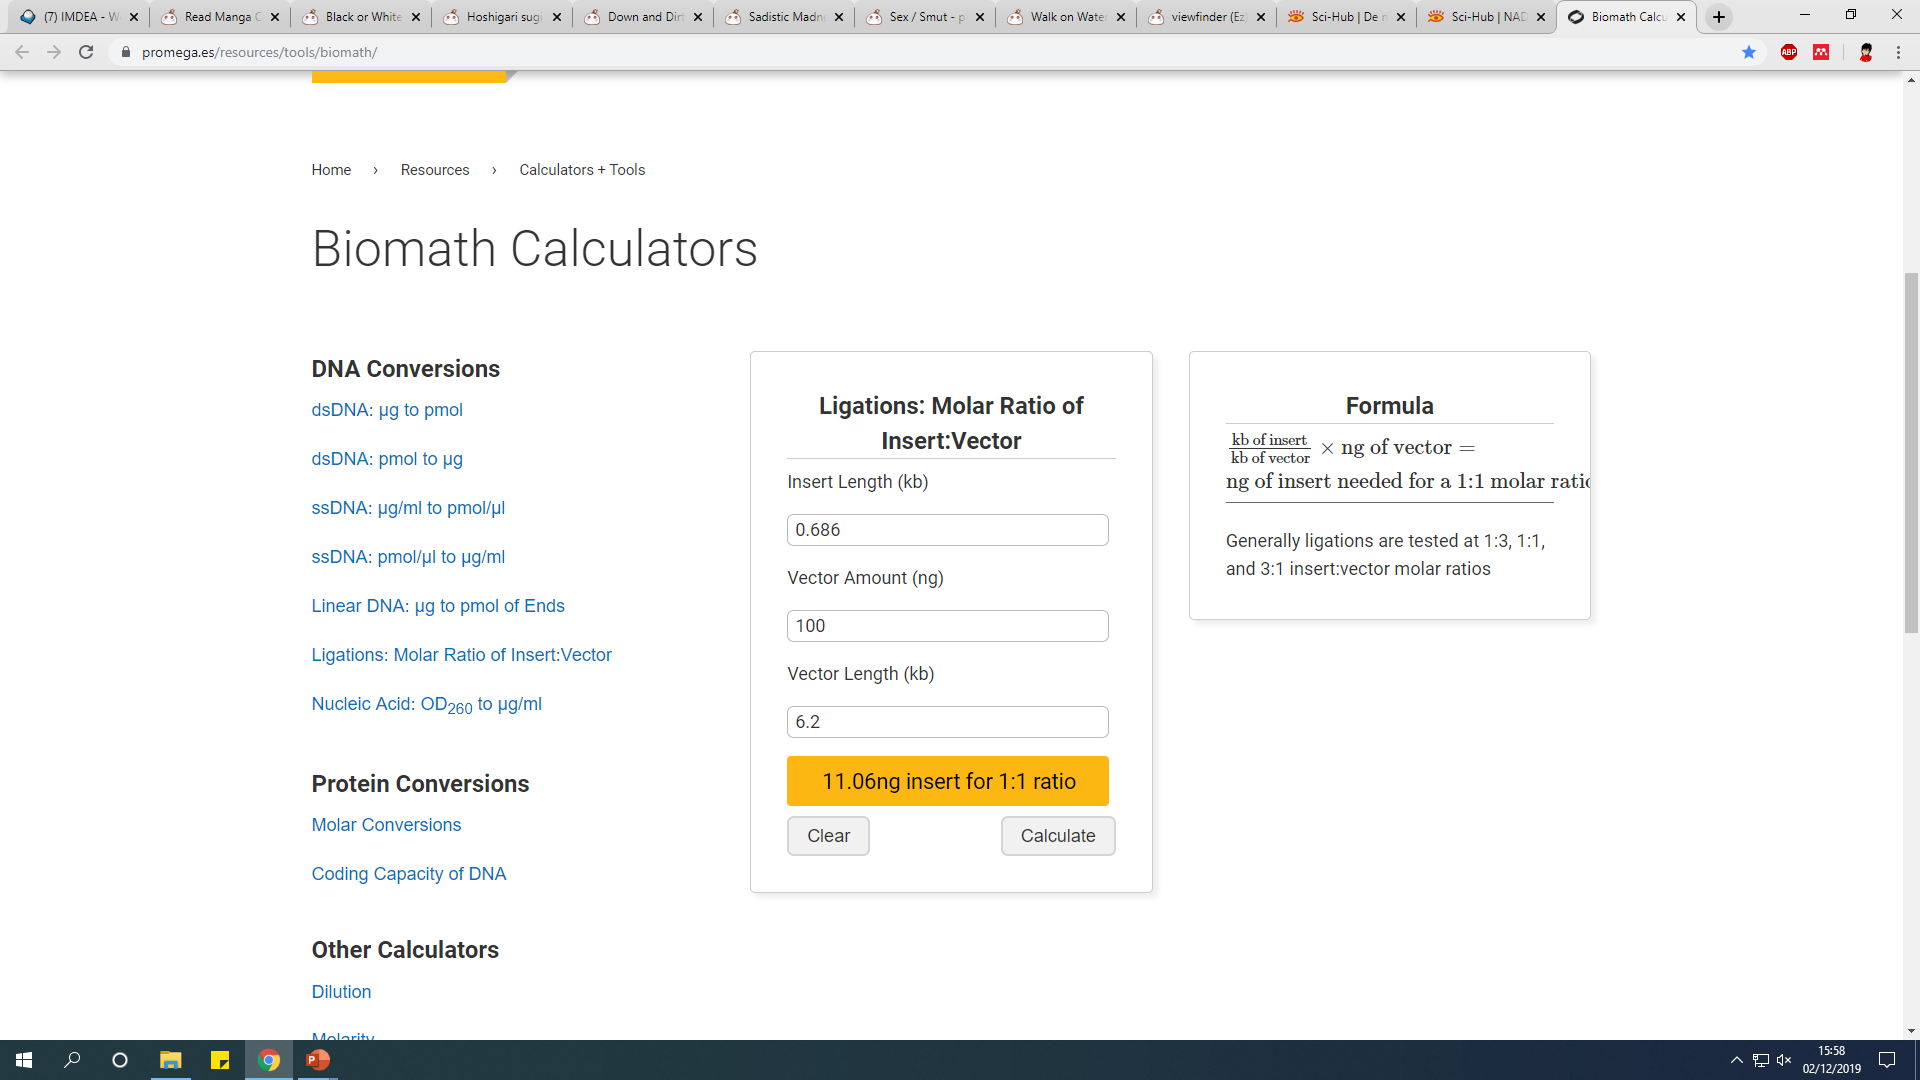 (7) IMDEA - W
Read Manga C
Black or White
Hoshigari sugi
Down and Dirt
Sadistic Madn
Sex / Smut - p
Walk on Water
viewfinder (Ez
Sci-Hub | De n
Sci-Hub | NAD
Biomath Calcu
promega.es/resources/tools/biomath/
ABP
Home › Resources › Calculators + Tools
Biomath Calculators
DNA Conversions
dsDNA: µg to pmol
dsDNA: pmol to µg
ssDNA: µg/ml to pmol/µl
ssDNA: pmol/µl to µg/ml
Linear DNA: µg to pmol of Ends
Ligations: Molar Ratio of Insert:Vector
Nucleic Acid: OD260 to µg/ml
Protein Conversions
Molar Conversions
Coding Capacity of DNA
Other Calculators
Dilution
Molarity
Ligations: Molar Ratio of
Insert:Vector
Insert Length (kb)
0.686
Vector Amount (ng)
100
Vector Length (kb)
6.2
11.06ng insert for 1:1 ratio
Clear
Calculate
Formula
kb of insert
kb of vector × ng of vector =
ng of insert needed for a 1:1 molar ratio
Generally ligations are tested at 1:3, 1:1,
and 3:1 insert:vector molar ratios
15:58
02/12/2019